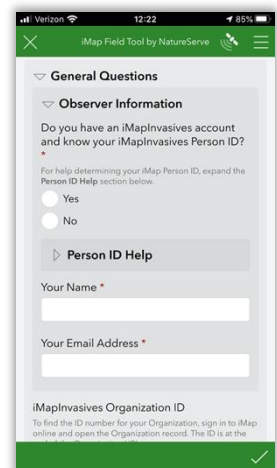 Verizon 12:22 85%
iMap Field Tool by NatureServe
General Questions
Observer Information
Do you have an iMapInvasives account
and know your iMapInvasives Person ID?
*
For help determining your iMap Person ID, expand the
Person ID Help section below.
Yes
No
Person ID Help
Your Name *
Your Email Address *
iMapInvasives Organization ID
To find the ID number for your Organization, sign in to iMap
online and open the Organization record. The ID is at the